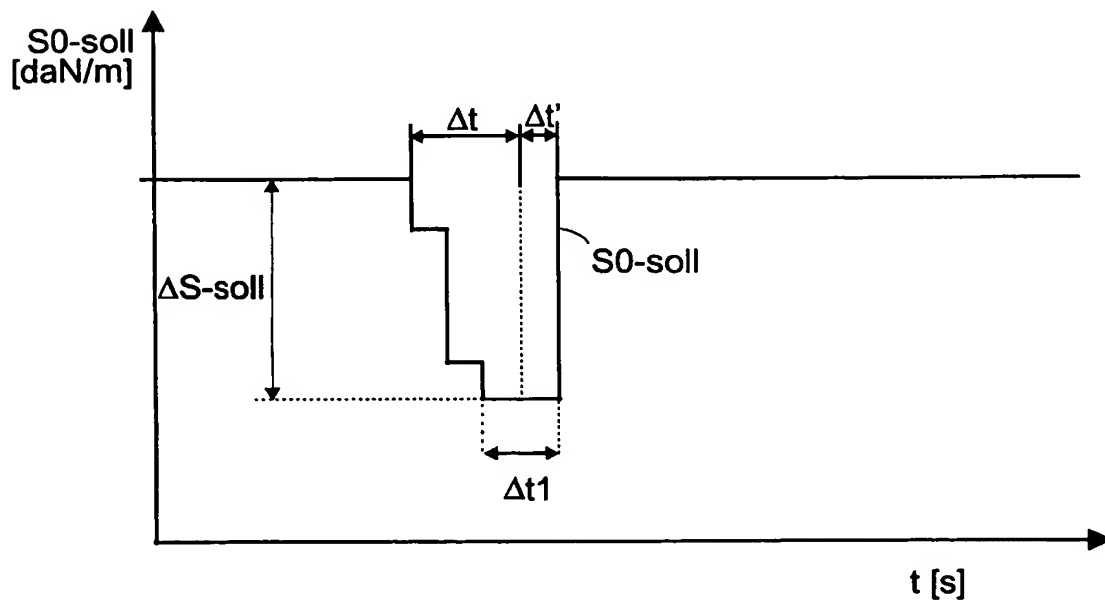 S0-soll
[daN/m]
Δt
Δt'
S0-soll
ΔS-soll
Δt1
t [s]